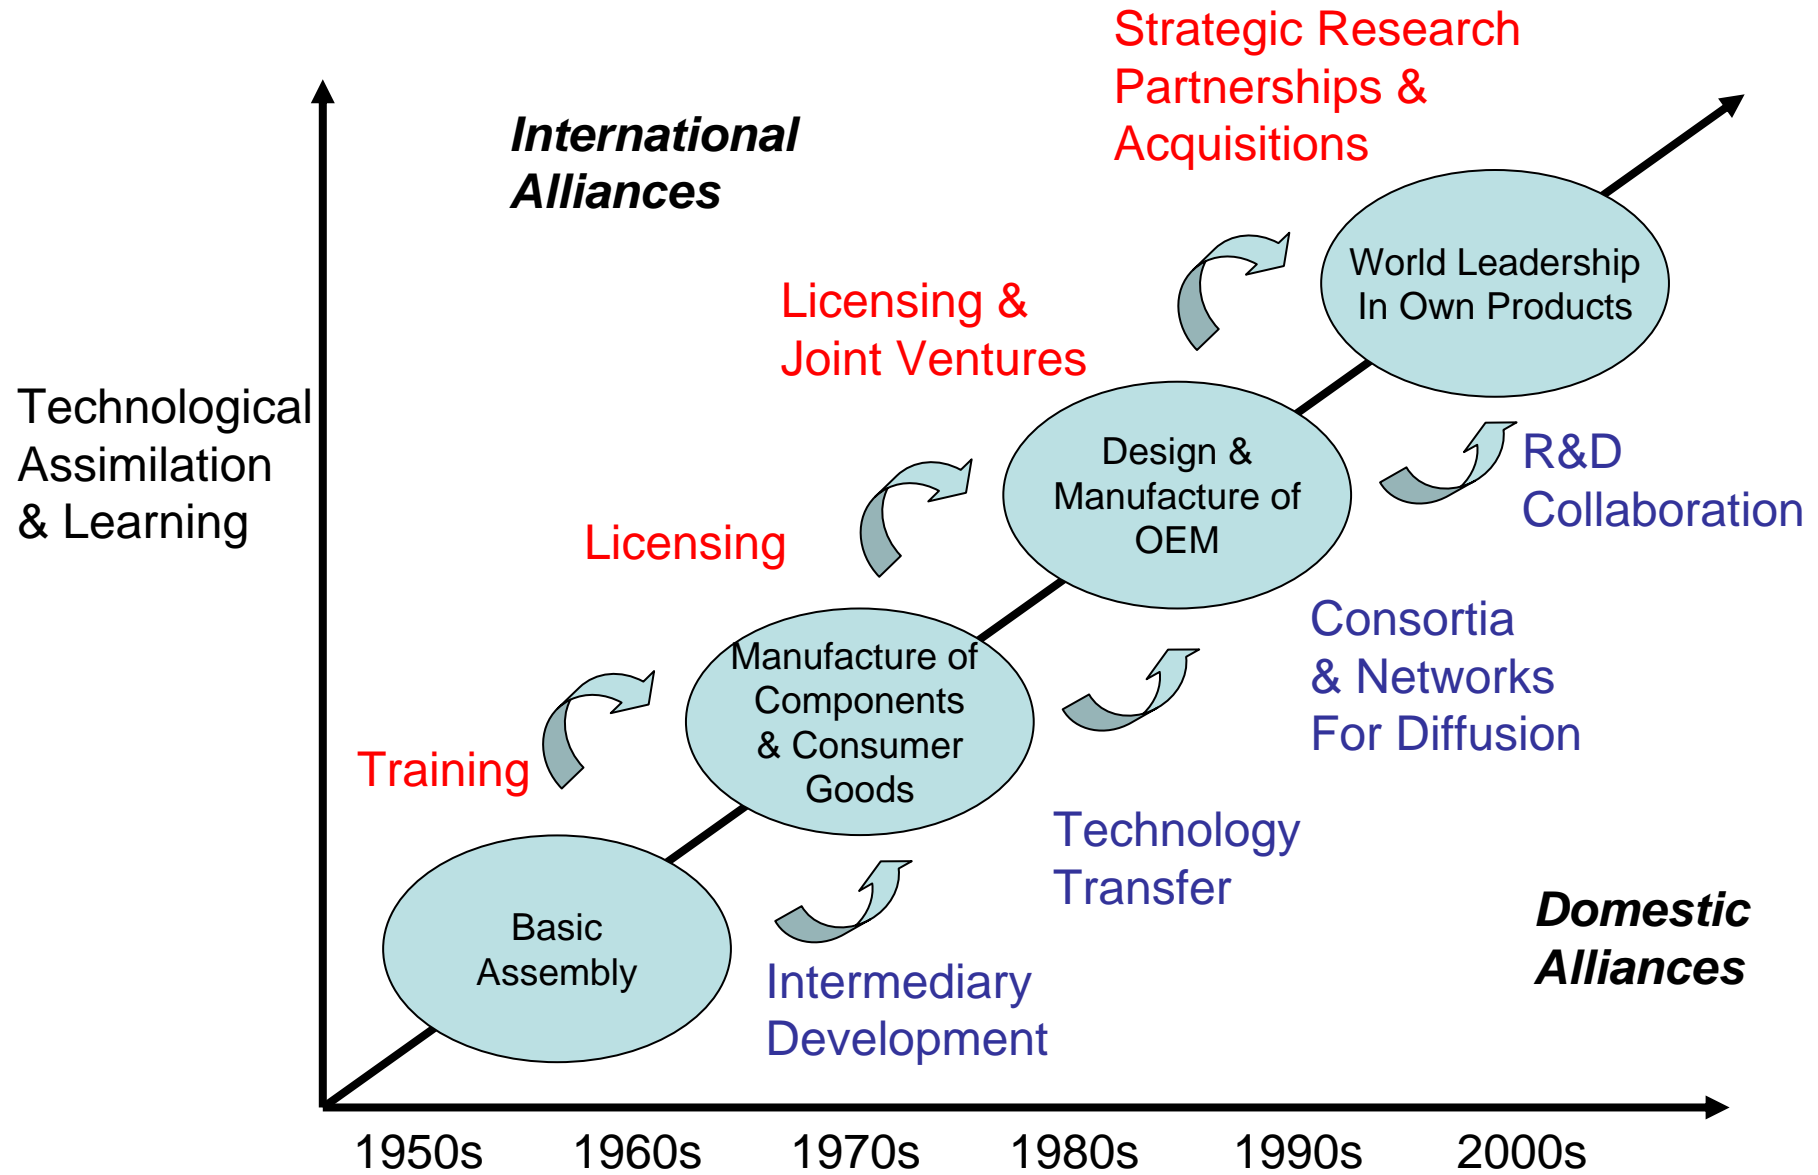 Strategic Research
Partnerships &
Acquisitions
International
Alliances
World Leadership
In Own Products
Licensing &
Joint Ventures
Technological
Assimilation
& Learning
Design &
Manufacture of
OEM
R&D
Collaboration
Licensing
Consortia
& Networks
For Diffusion
Manufacture of
Components
& Consumer
Goods
Training
Technology
Transfer
Domestic
Alliances
Basic
Assembly
Intermediary
Development
1950s 1960s 1970s 1980s 1990s 2000s